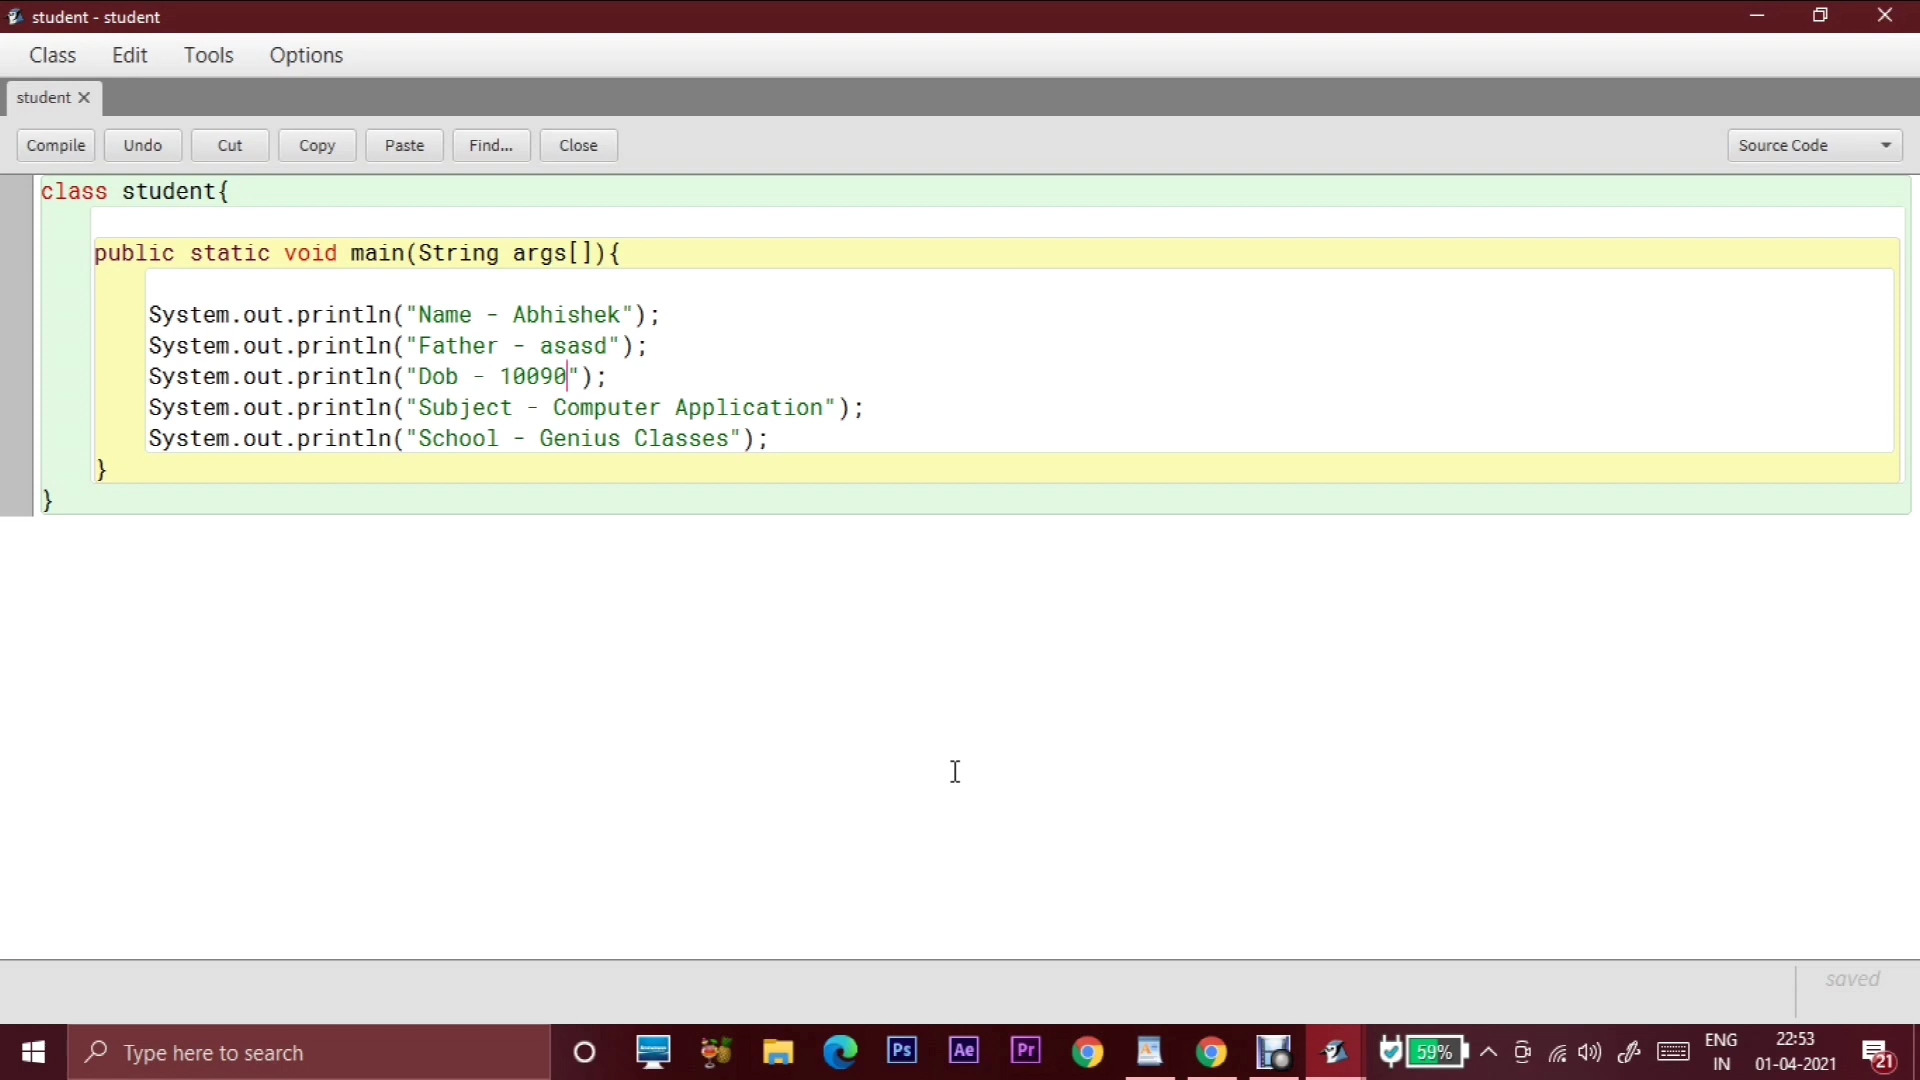 student - student
Class Edit Tools Options
student
Compile Undo Cut Copy Paste Find... Close Source Code
class student{
public static void main(String args[]){
System.out.println("Name - Abhishek");
System.out.println("Father - asasd");
System.out.println("Dob - 10090");
System.out.println("Subject - Computer Application");
System.out.println("School - Genius Classes");
}
}
saved
Type here to search Ps Ae Pr 59% ENG IN 22:53 01-04-2021 21